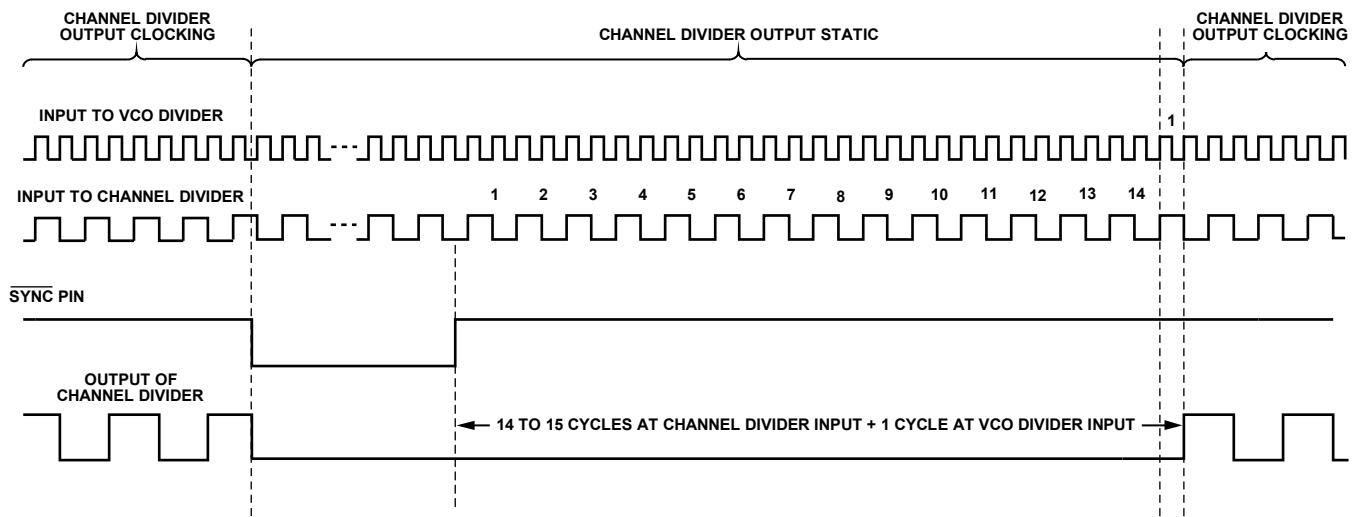 CHANNEL DIVIDER
OUTPUT CLOCKING
CHANNEL DIVIDER OUTPUT STATIC
CHANNEL DIVIDER
OUTPUT CLOCKING
INPUT TO VCO DIVIDER
1
INPUT TO CHANNEL DIVIDER
1 2 3 4 5 6 7 8 9 10 11 12 13 14
SYNC PIN
OUTPUT OF
CHANNEL DIVIDER
14 TO 15 CYCLES AT CHANNEL DIVIDER INPUT + 1 CYCLE AT VCO DIVIDER INPUT